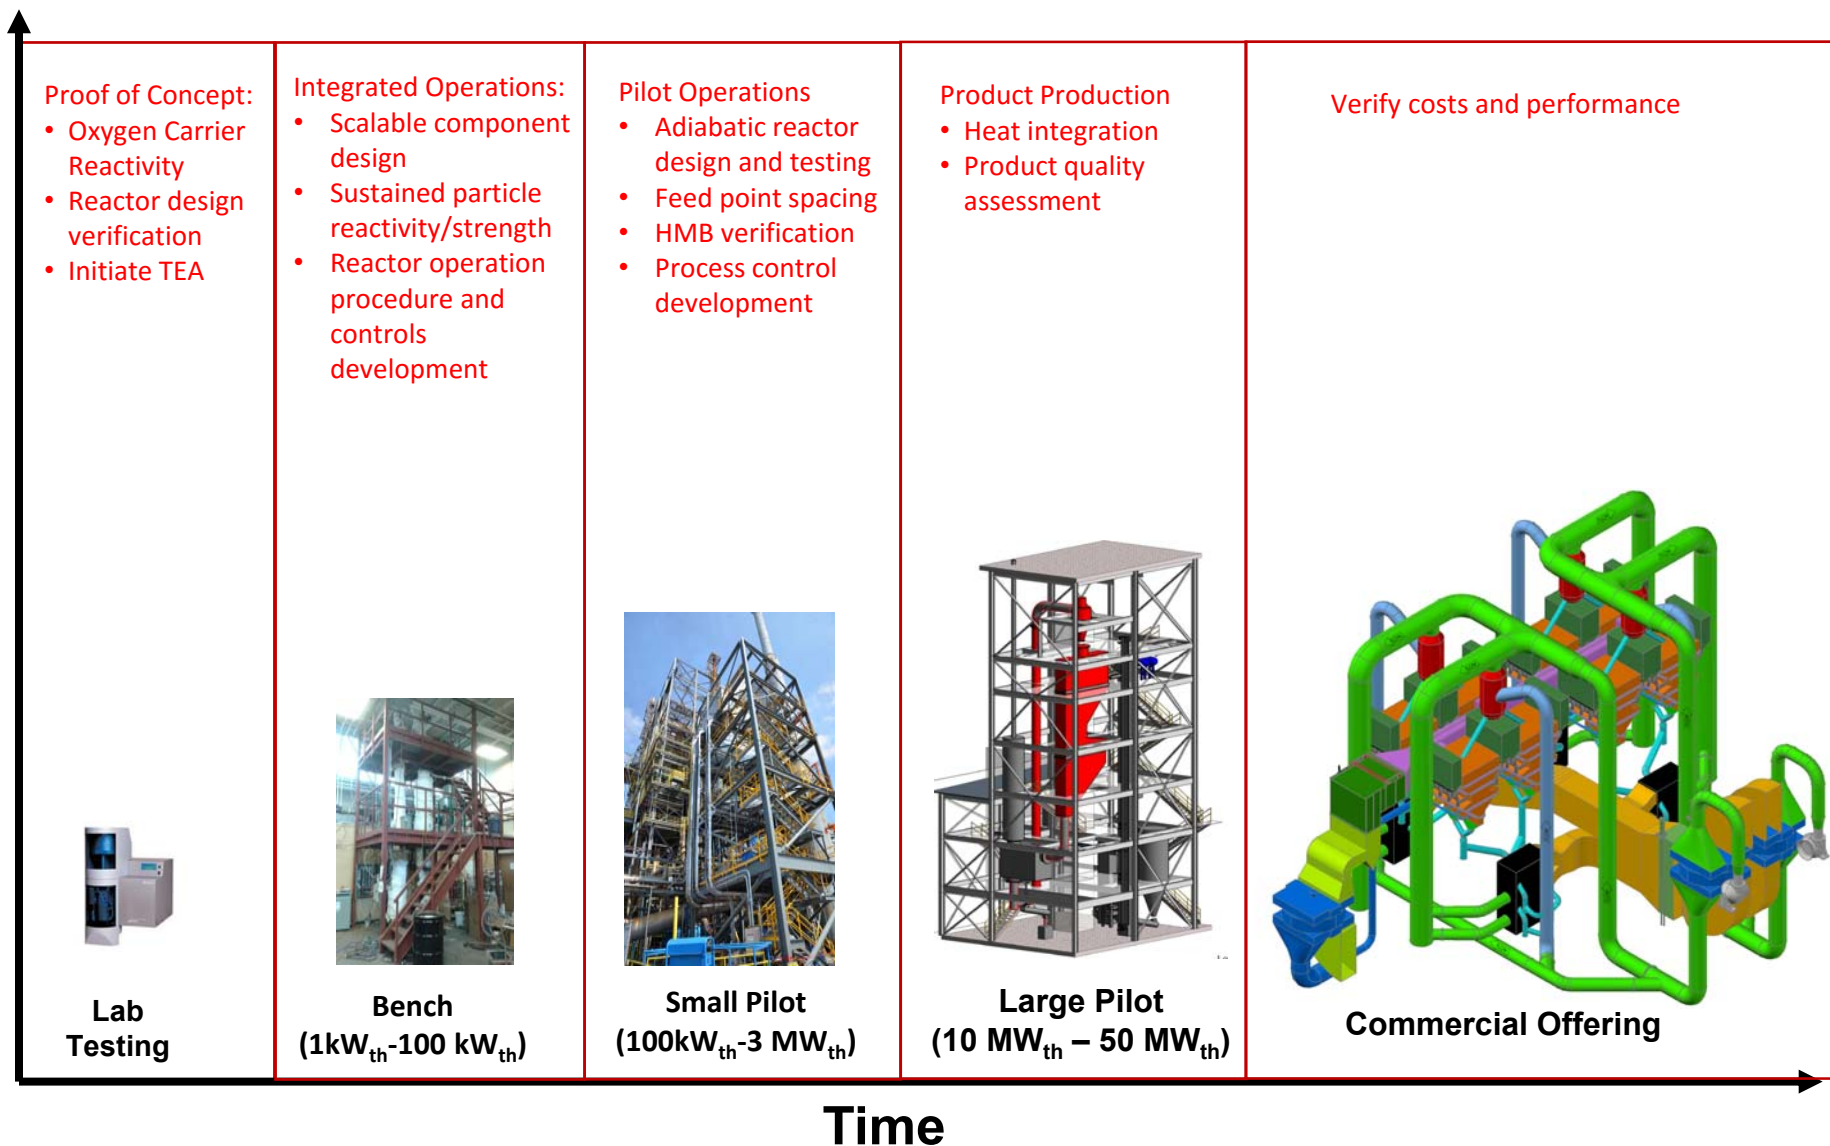 Proof of Concept:
• Oxygen Carrier
Reactivity
• Reactor design
verification
• Initiate TEA
Integrated Operations:
• Scalable component
design
• Sustained particle
reactivity/strength
• Reactor operation
procedure and
controls
development
Pilot Operations
• Adiabatic reactor
design and testing
• Feed point spacing
• HMB verification
• Process control
development
Product Production
• Heat integration
• Product quality
assessment
Verify costs and performance
Lab
Testing
Bench
(1kWth-100 kWth)
Small Pilot
(100kWth-3 MWth)
Large Pilot
(10 MWth – 50 MWth)
Commercial Offering
Time